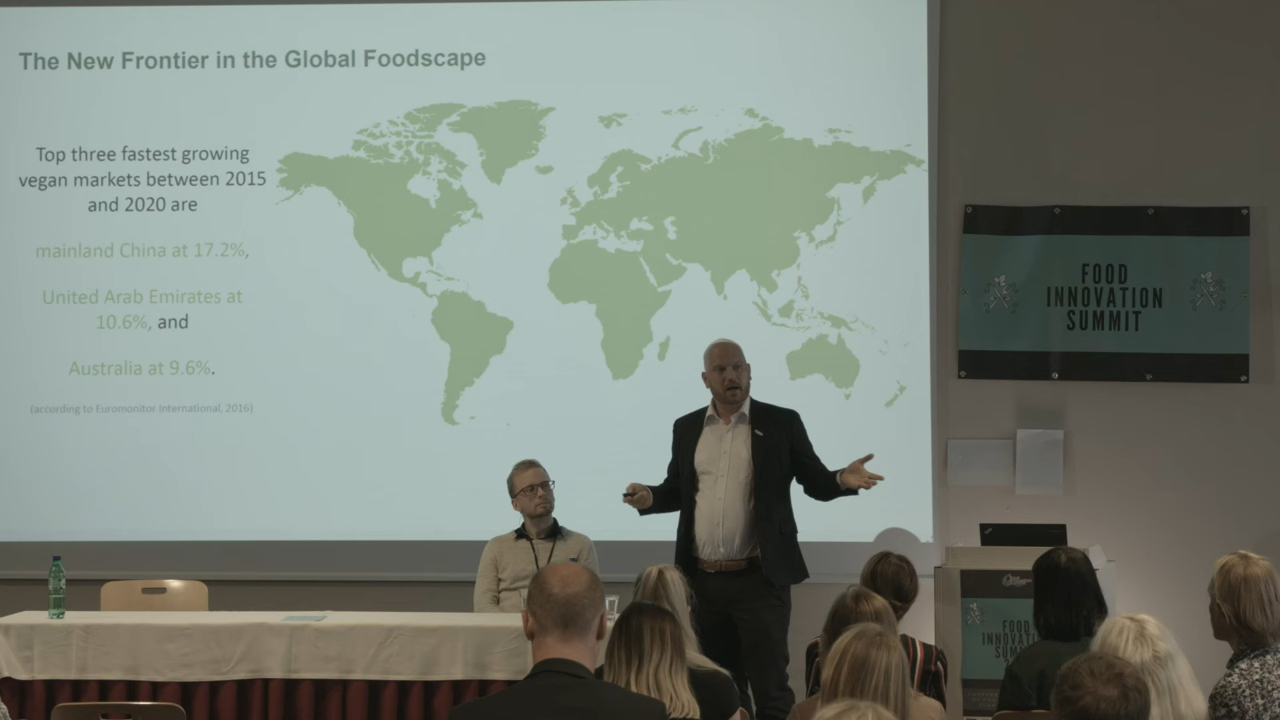 The New Frontier in the Global Foodscape
Top three fastest growing
vegan markets between 2015
and 2020 are
mainland China at 17.2%,
United Arab Emirates at
10.6%, and
Australia at 9.6%.
(according to Euromonitor International, 2016)
FOOD
INNOVATION
SUMMIT
FOOD
INNOVATI
SUMM